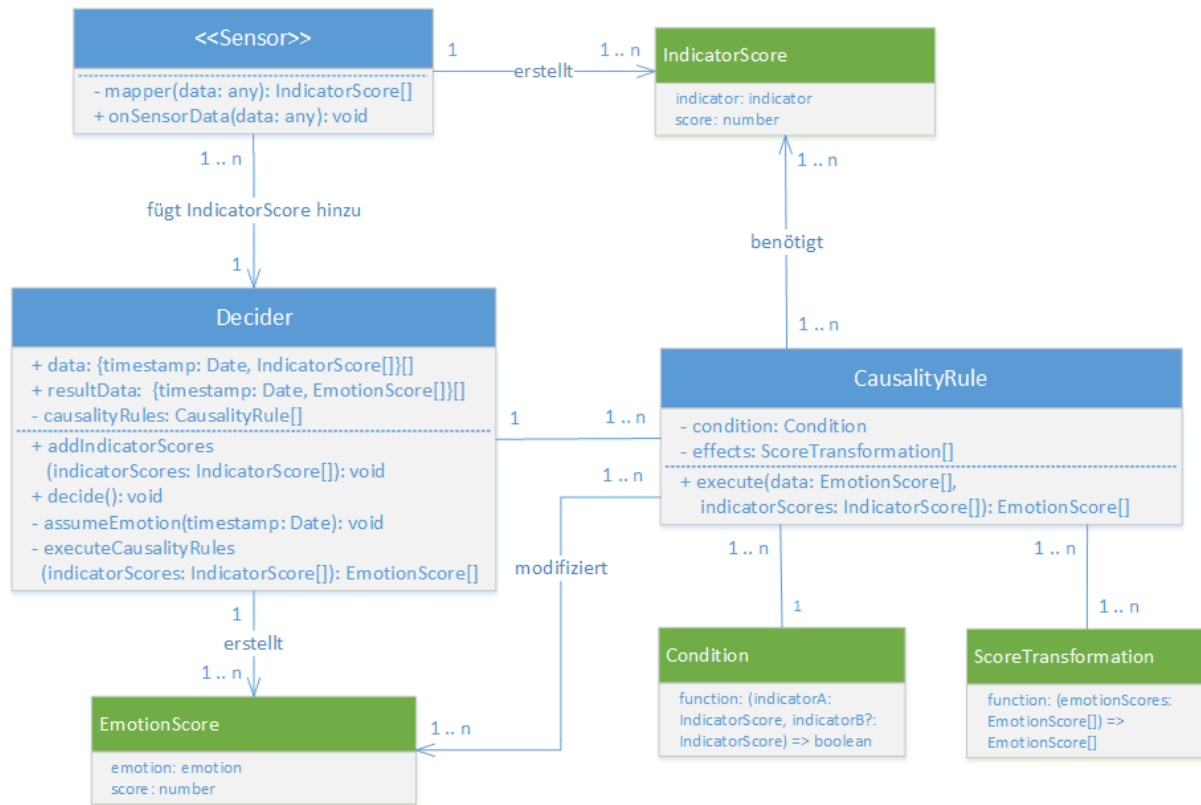 <<Sensor>>
- mapper(data: any): IndicatorScore[]
+ onSensorData(data: any): void
1
erstellt
1 .. n
IndicatorScore
indicator: indicator
score: number
1 .. n
fügt IndicatorScore hinzu
1
1 .. n
benötigt
1 .. n
Decider
+ data: {timestamp: Date, IndicatorScore[]}[]
+ resultData:  {timestamp: Date, EmotionScore[]}[]
- causalityRules: CausalityRule[]
+ addIndicatorScores
(indicatorScores: IndicatorScore[]): void
+ decide(): void
- assumeEmotion(timestamp: Date): void
- executeCausalityRules
(indicatorScores: IndicatorScore[]): EmotionScore[]
1
1 .. n
CausalityRule
- condition: Condition
- effects: ScoreTransformation[]
+ execute(data: EmotionScore[],
indicatorScores: IndicatorScore[]): EmotionScore[]
1 .. n
modifiziert
1 .. n
1
erstellt
1 .. n
EmotionScore
emotion: emotion
score: number
1 .. n
1
Condition
function: (indicatorA:
IndicatorScore, indicatorB?:
IndicatorScore) => boolean
1 .. n
1 .. n
ScoreTransformation
function: (emotionScores:
EmotionScore[]) =>
EmotionScore[]